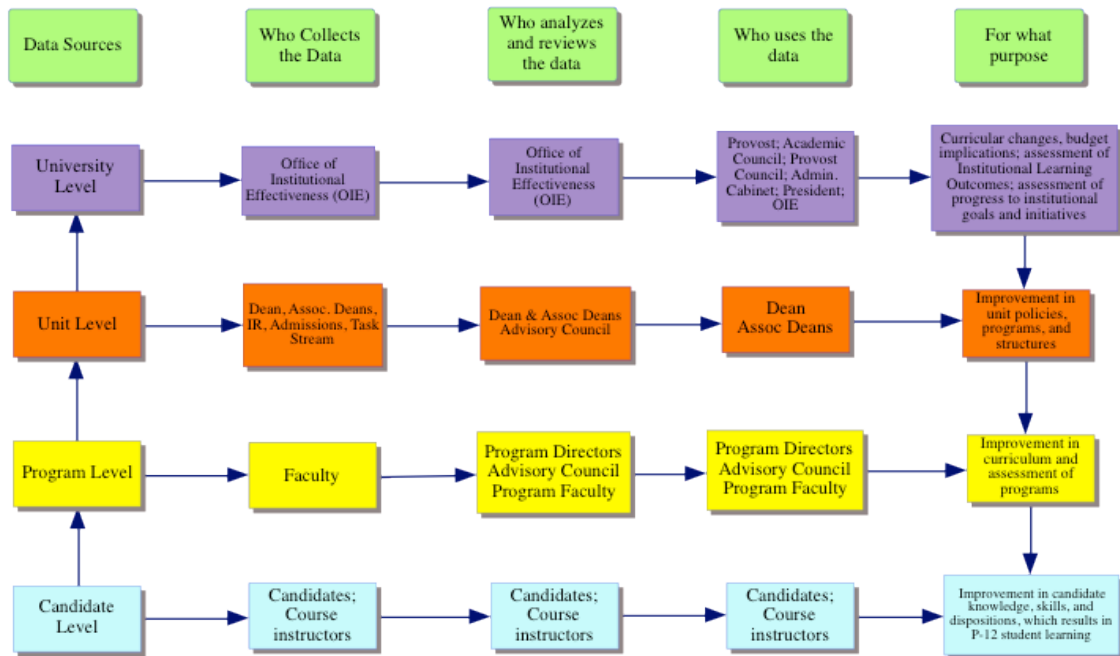 Data Sources
Who Collects
the Data
Who analyzes
and reviews
the data
Who uses the
data
For what
purpose
University
Level
Office of
Institutional
Effectiveness (OIE)
Office of
Institutional
Effectiveness
(OIE)
Provost; Academic
Council; Provost
Council; Admin.
Cabinet; President;
OIE
Curricular changes, budget
implications; assessment of
Institutional Learning
Outcomes; assessment of
progress to institutional
goals and initiatives
Unit Level
Dean, Assoc. Deans,
IR, Admissions, Task
Stream
Dean & Assoc Deans
Advisory Council
Dean
Assoc Deans
Improvement in
unit policies,
programs, and
structures
Program Level
Faculty
Program Directors
Advisory Council
Program Faculty
Program Directors
Advisory Council
Program Faculty
Improvement in
curriculum and
assessment of
programs
Candidate
Level
Candidates;
Course
instructors
Candidates;
Course
instructors
Candidates;
Course
instructors
Improvement in candidate
knowledge, skills, and
dispositions, which results in
P-12 student learning